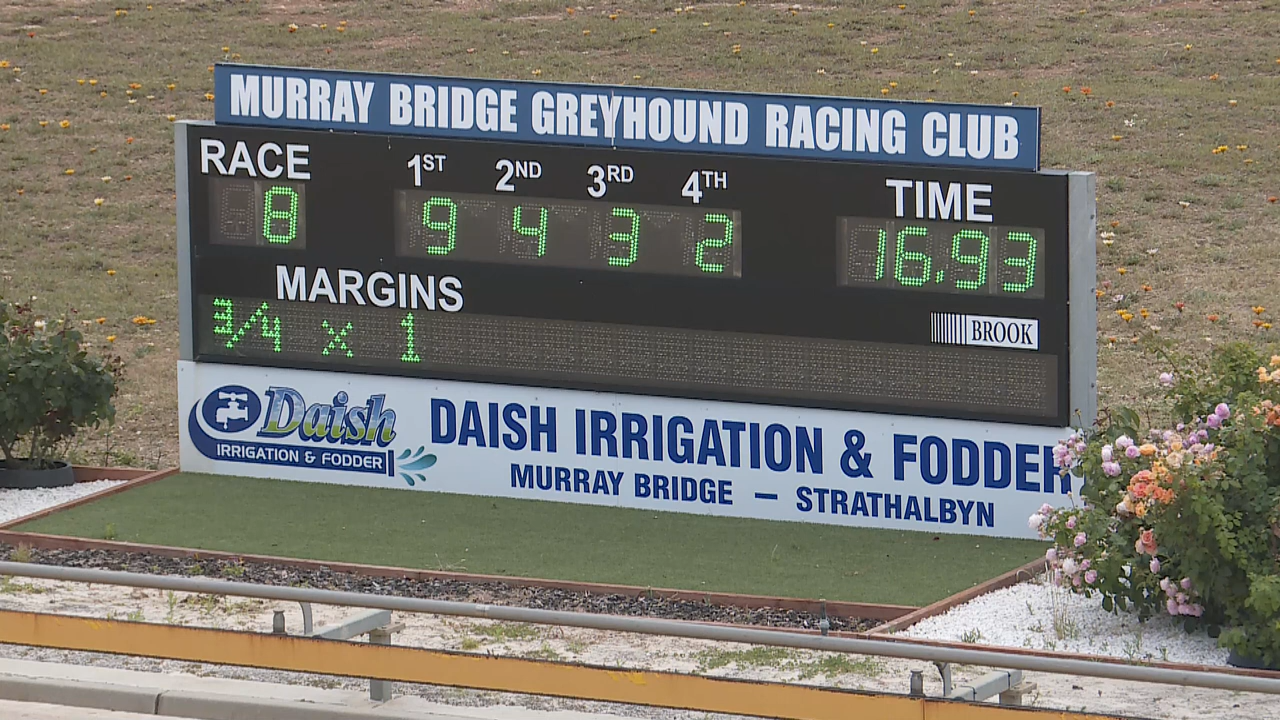 MURRAY BRIDGE GREYHOUND RACING CLUB
RACE 1ST 2ND 3RD 4TH TIME
8 9 4 3 2 16.93
MARGINS
3/4 x 1
BROOK
Daish
IRRIGATION & FODDER
DAISH IRRIGATION & FODDER
MURRAY BRIDGE — STRATHALBYN